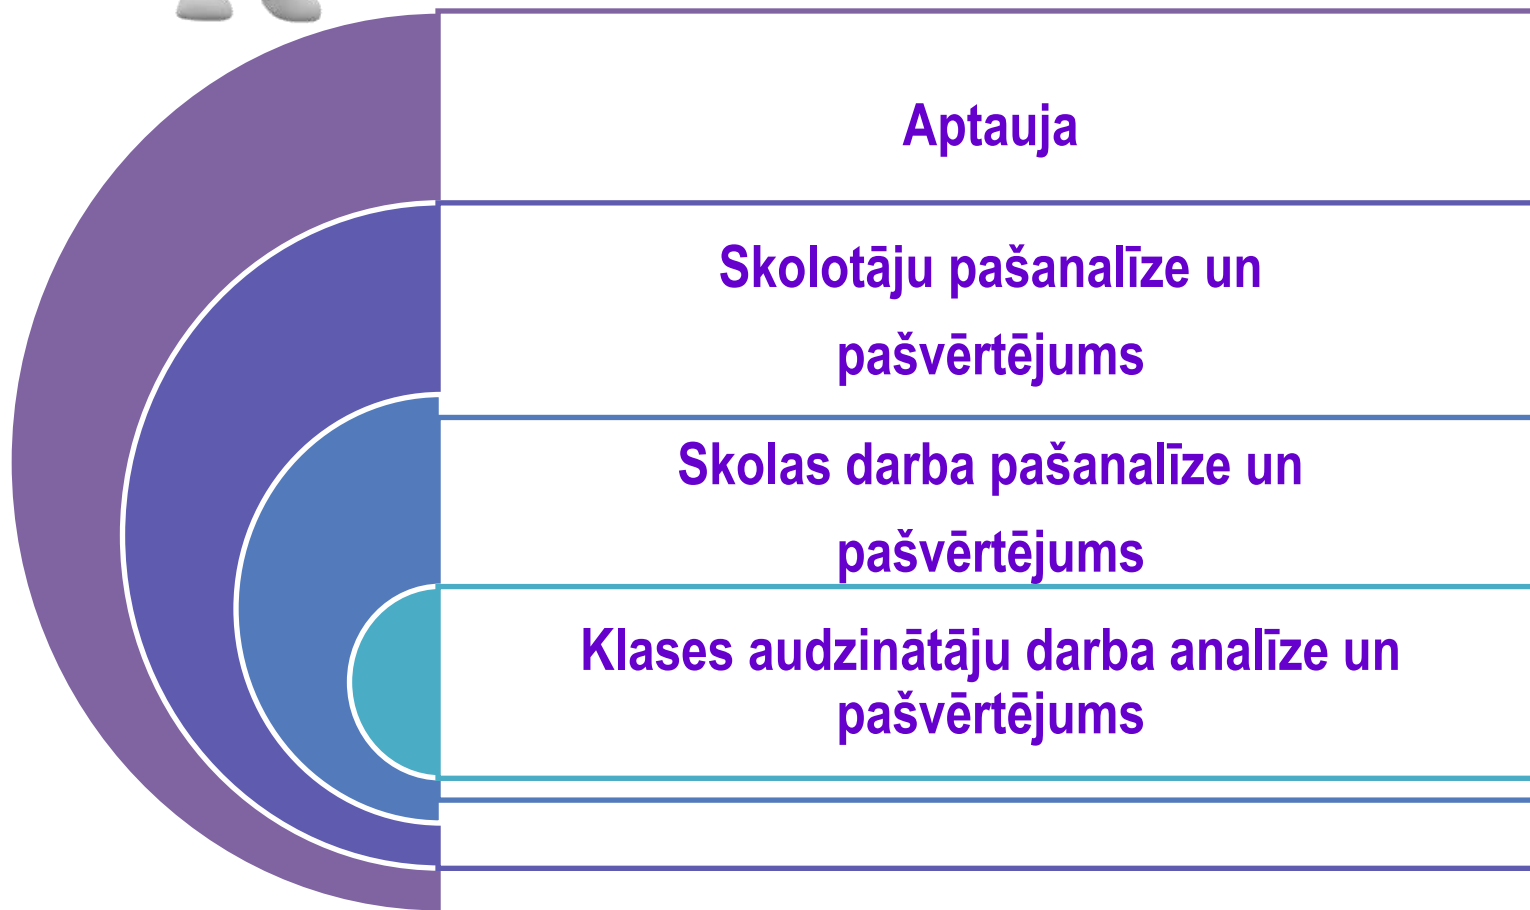 Aptauja
Skolotāju pašanalīze un
pašvērtējums
Skolas darba pašanalīze un
pašvērtējums
Klases audzinātāju darba analīze un
pašvērtējums